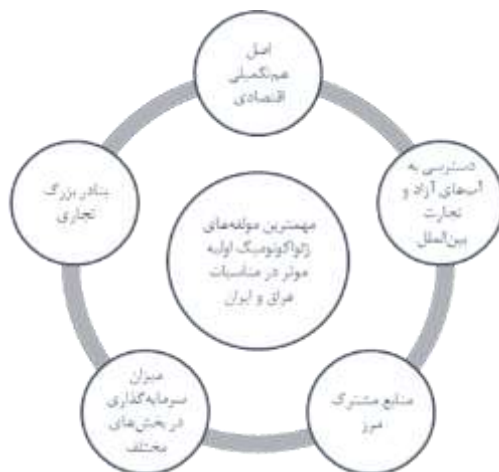 اصل
هم‌تکمیلی
اقتصادی
دسترسی به
آب‌های آزاد و
تجارت
بین‌الملل
منابع مشترک
مرز
میزان
سرمایه‌گذاری
در بخش‌های
مختلف
بنادر بزرگ
تجاری
مهمترین مولفه‌های
ژئواکونومیک اولیه
موثر در مناسبات
عراق و ایران